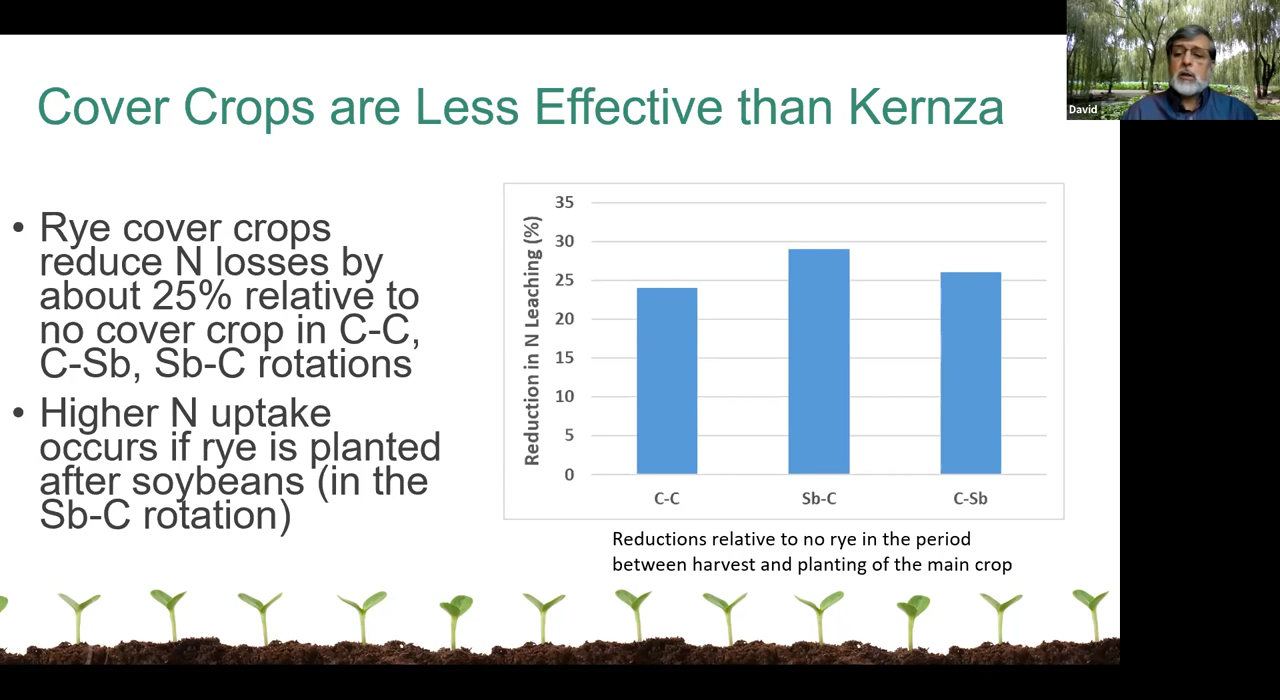 Cover Crops are Less Effective than Kernza
David
• Rye cover crops
reduce N losses by
about 25% relative to
no cover crop in C-C,
C-Sb, Sb-C rotations
• Higher N uptake
occurs if rye is planted
after soybeans (in the
Sb-C rotation)
Reduction in N Leaching (%)
35
30
25
20
15
10
5
0
C-C Sb-C C-Sb
Reductions relative to no rye in the period
between harvest and planting of the main crop